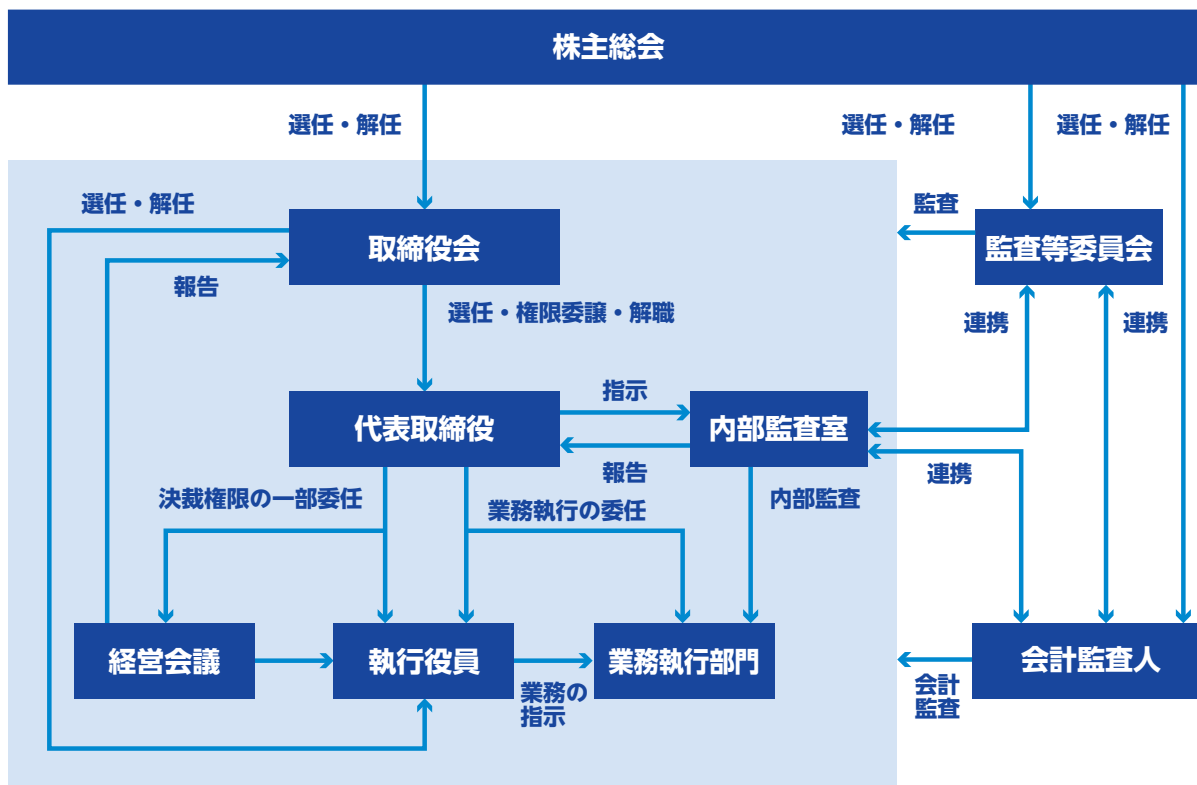 株主総会
選任・解任
選任・解任
選任・解任
選任・解任
監査
取締役会
監査等委員会
報告
選任・権限委譲・解職
連携
連携
指示
代表取締役
内部監査室
報告
連携
決裁権限の一部委任
業務執行の委任
内部監査
経営会議
執行役員
業務執行部門
会計監査人
業務の
指示
会計
監査